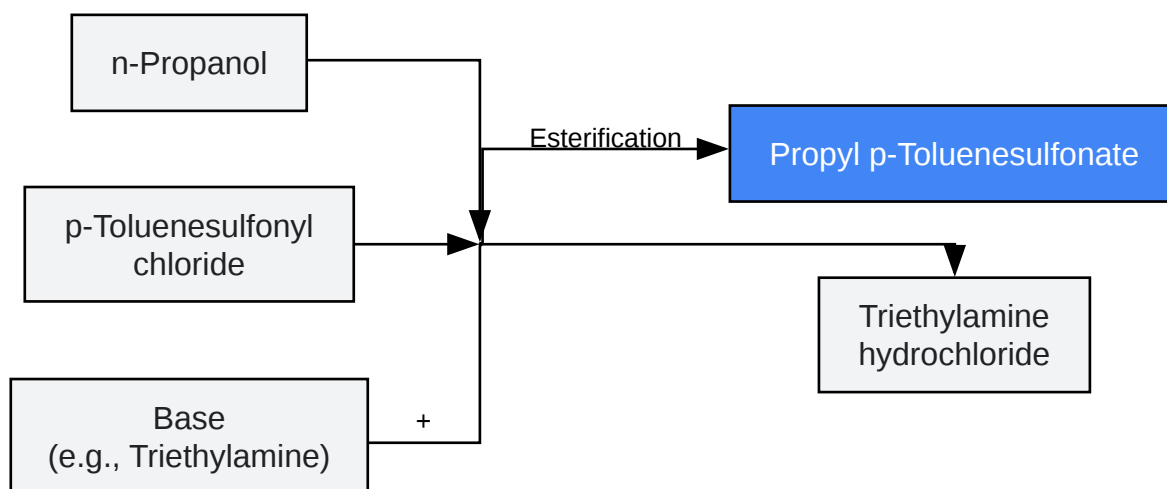 n-Propanol
Esterification
Propyl p-Toluenesulfonate
p-Toluenesulfonyl
chloride
Triethylamine
hydrochloride
Base
(e.g., Triethylamine)
+